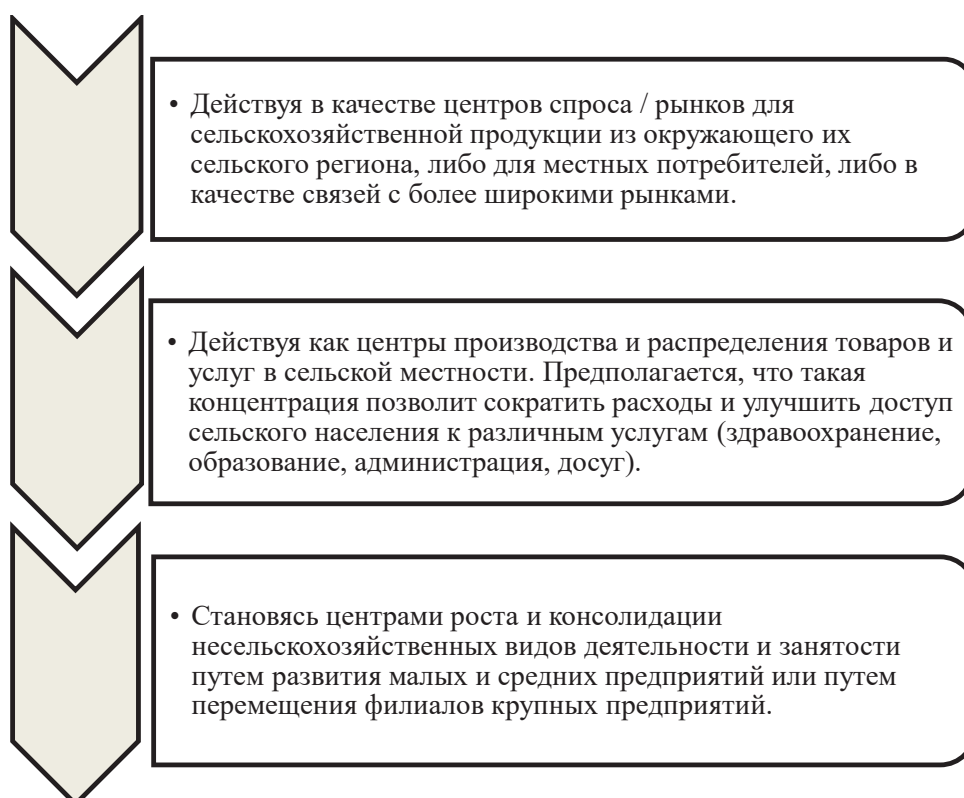 • Действуя в качестве центров спроса / рынков для
сельскохозяйственной продукции из окружающего их
сельского региона, либо для местных потребителей, либо в
качестве связей с более широкими рынками.
• Действуя как центры производства и распределения товаров и
услуг в сельской местности. Предполагается, что такая
концентрация позволит сократить расходы и улучшить доступ
сельского населения к различным услугам (здравоохранение,
образование, администрация, досуг).
• Становясь центрами роста и консолидации
несельскохозяйственных видов деятельности и занятости
путем развития малых и средних предприятий или путем
перемещения филиалов крупных предприятий.